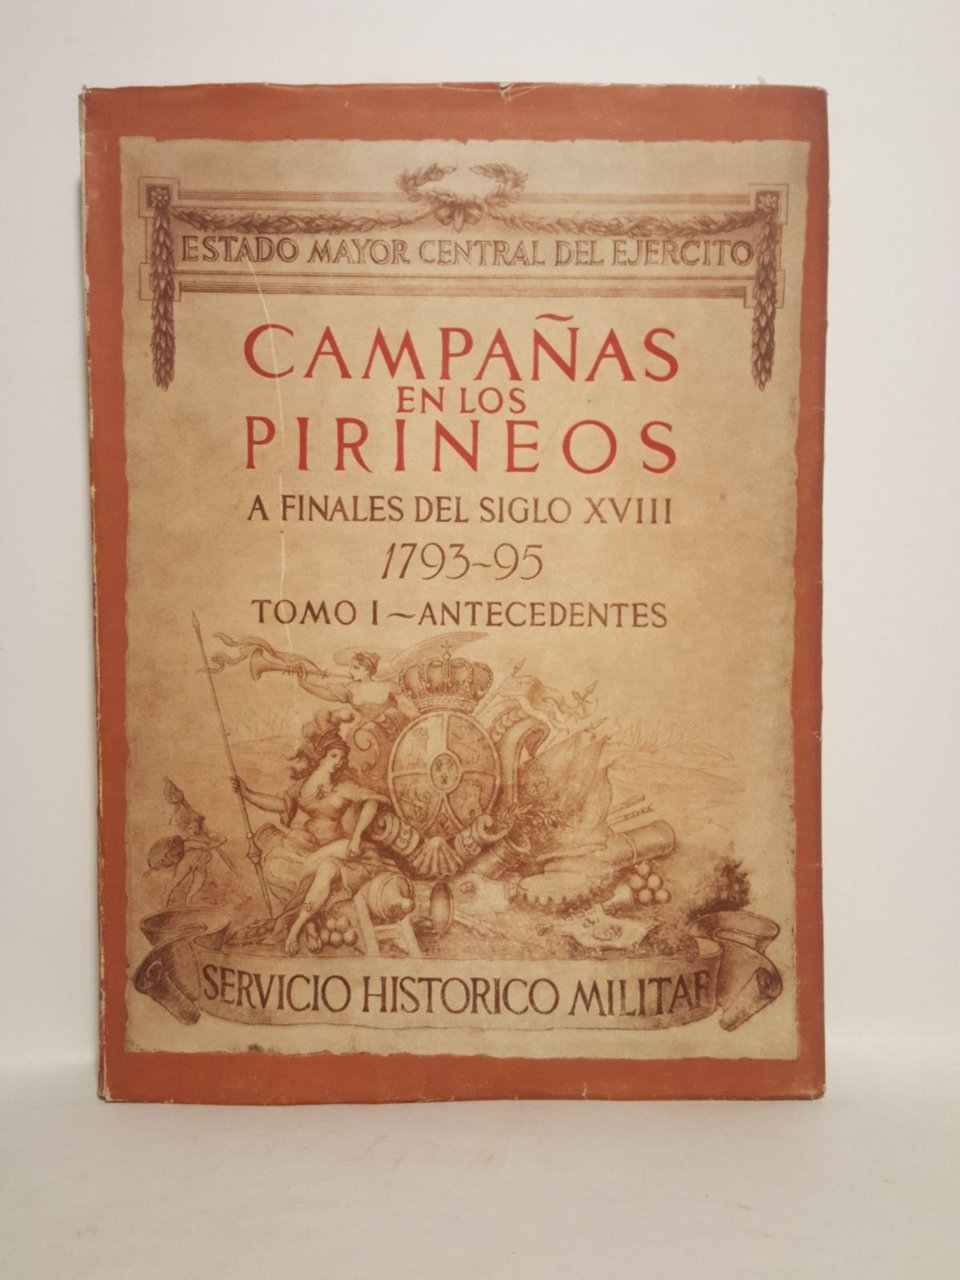 ESTADO MAYOR CENTRAL DEL EJERCITO
CAMPAÑAS
EN LOS
PIRINEOS
A FINALES DEL SIGLO XVIII
1793-95
TOMO I ~ ANTECEDENTES
SERVICIO HISTORICO MILITAR